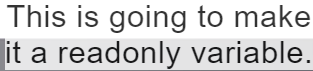 This is going to make
it a readonly variable.